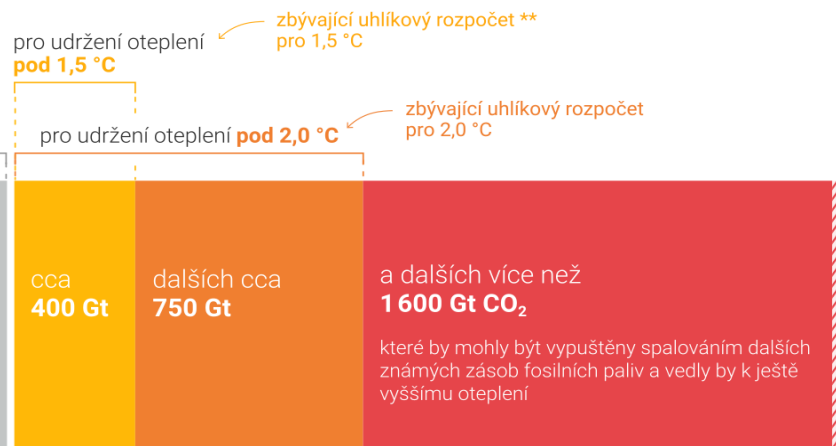 zbývající uhlíkový rozpočet **
pro 1,5 °C
pro udržení oteplení
pod 1,5 °C
zbývající uhlíkový rozpočet
pro 2,0 °C
pro udržení oteplení pod 2,0 °C
cca
400 Gt
dalších cca
750 Gt
a dalších více než
1 600 Gt CO₂
které by mohly být vypuštěny spalováním dalších
známých zásob fosilních paliv a vedly by k ještě
vyššímu oteplení